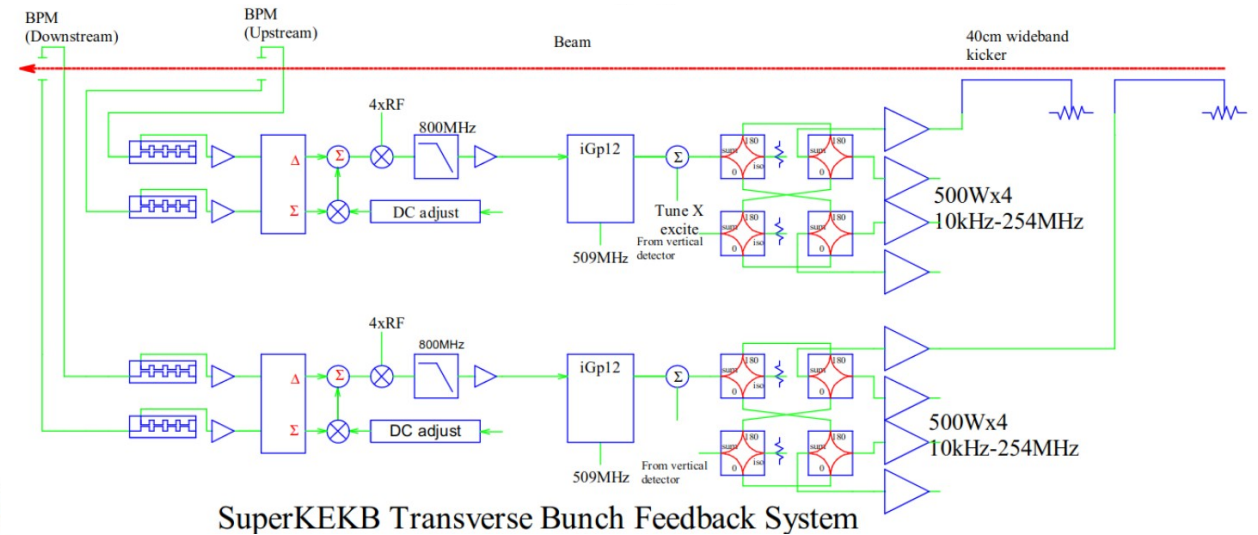 BPM
(Downstream)
BPM
(Upstream)
Beam
40cm wideband
kicker
4xRF
800MHz
Δ
Σ
Σ
DC adjust
iGp12
509MHz
Σ
Tune X
excite
From vertical
detector
sum
180
0
iso
sum
180
0
sum
180
0
iso
sum
180
0
500Wx4
10kHz-254MHz
4xRF
800MHz
Δ
Σ
Σ
DC adjust
iGp12
509MHz
Σ
From vertical
detector
sum
180
0
iso
sum
180
0
sum
180
0
iso
sum
180
0
500Wx4
10kHz-254MHz
SuperKEKB Transverse Bunch Feedback System